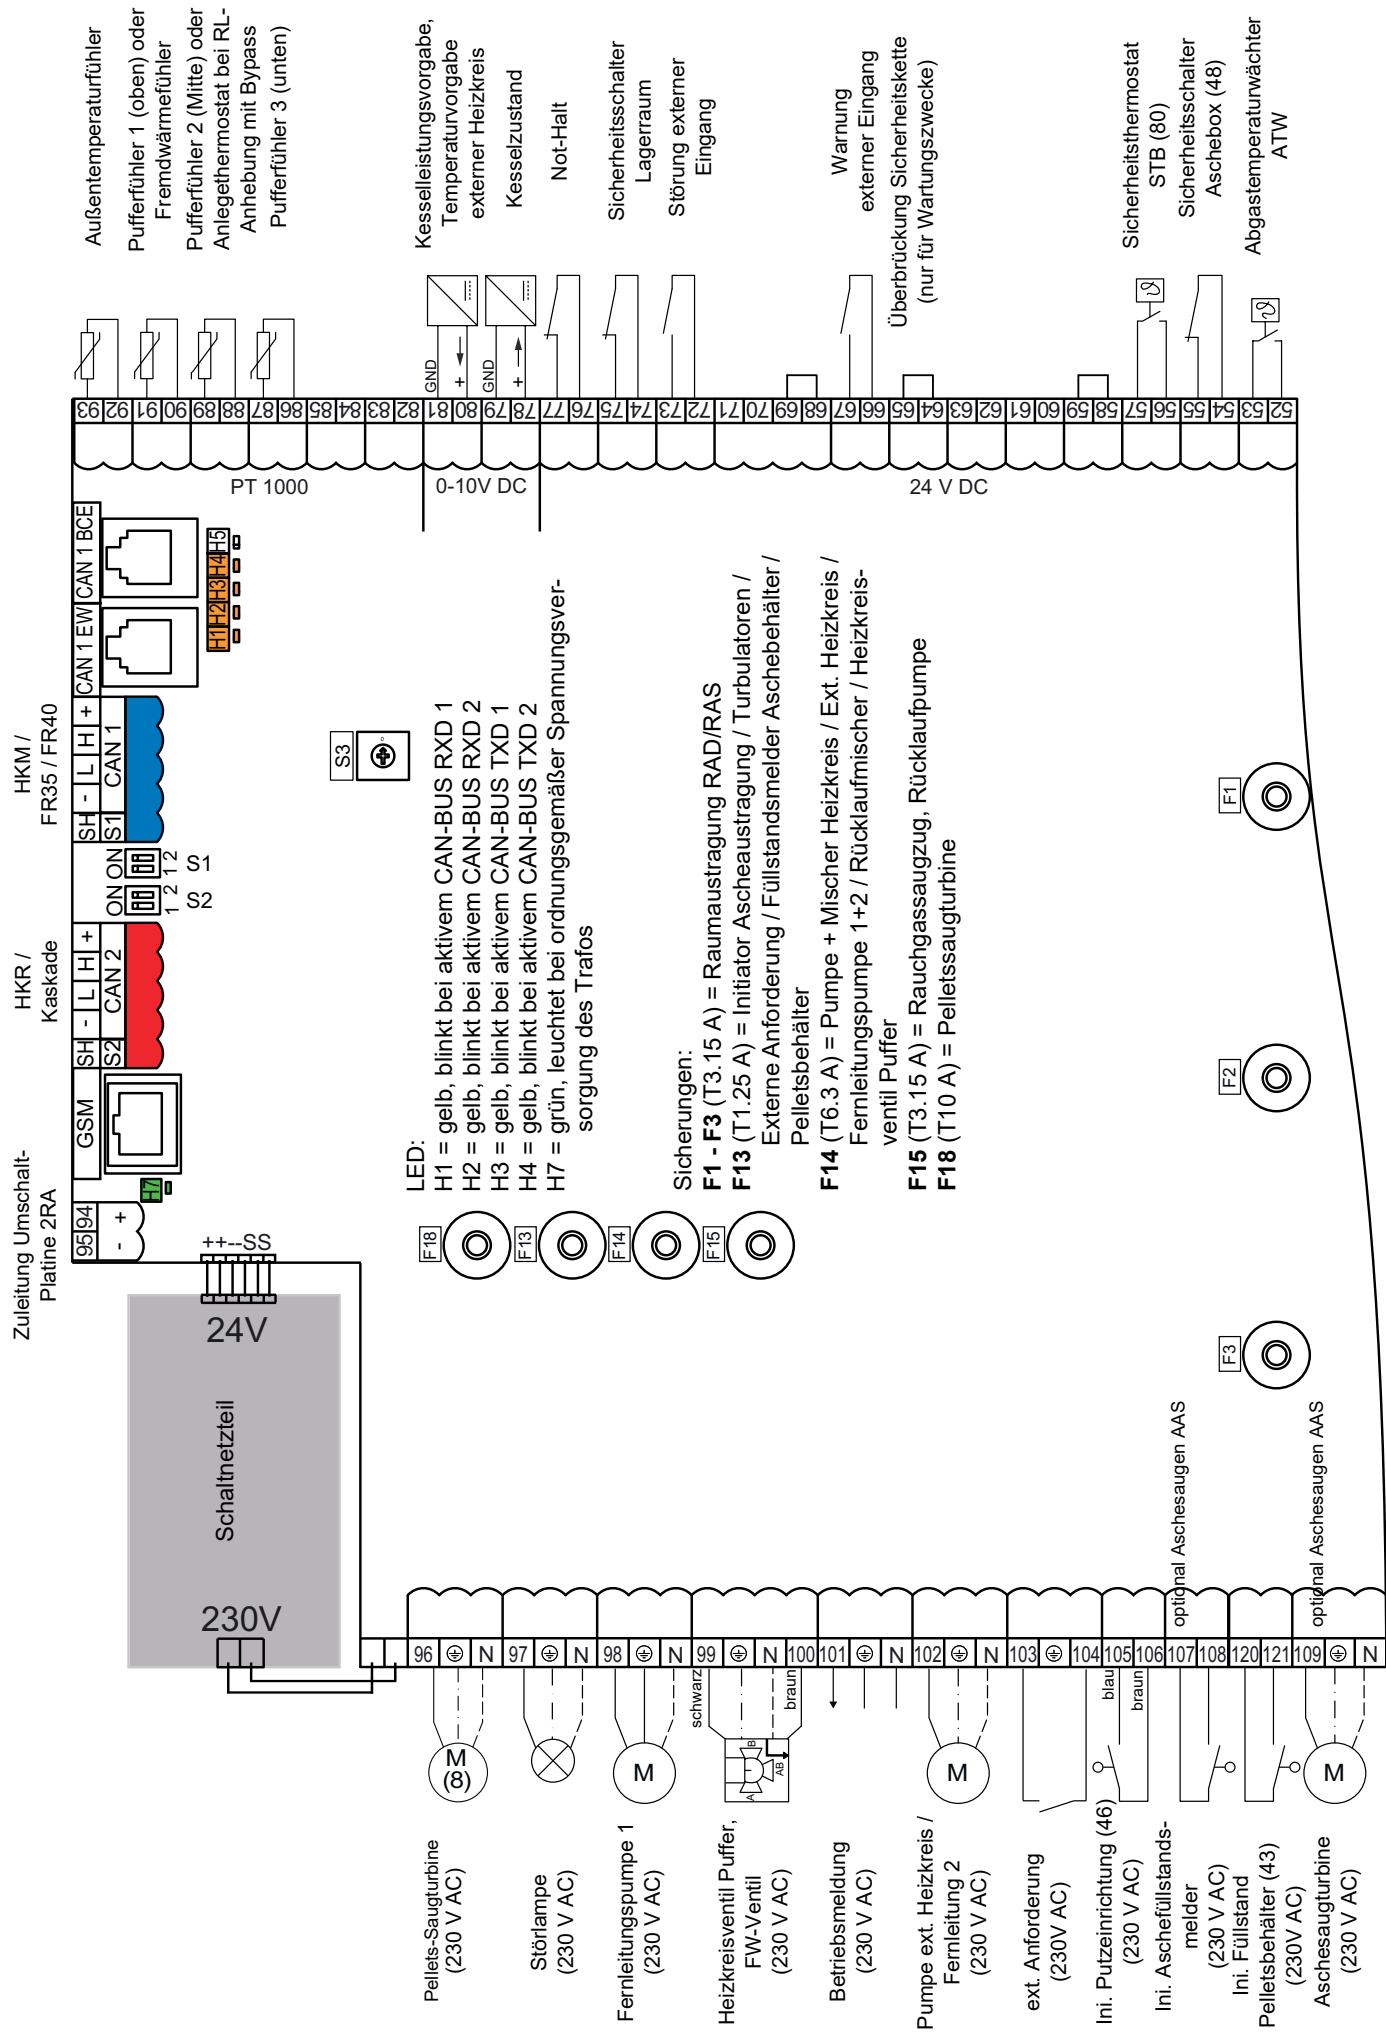 Außentemperaturfühler
Pufferfühler 1 (oben) oder
Fremdwärmefühler
Pufferfühler 2 (Mitte) oder
Anlegethermostat bei RL-
Anhebung mit Bypass
Pufferfühler 3 (unten)
Kesselleistungsvorgabe,
Temperaturvorgabe
externer Heizkreis
Kesselzustand
Not-Halt
Sicherheitsschalter
Lagerraum
Störung externer
Eingang
Warnung
externer Eingang
Überbrückung Sicherheitskette
(nur für Wartungszwecke)
Sicherheitsthermostat
STB (80)
Sicherheitsschalter
Aschebox (48)
Abgastemperaturwächter
ATW
GND
+
GND
+
93 92 91 90 89 88 87 86 85 84 83 82 81 80 79 78 77 76 75 74 73 72 71 70 69 68 67 66 65 64 63 62 61 60 59 58 57 56 55 54 53 52
PT 1000
0-10V DC
24 V DC
Zuleitung Umschalt-
Platine 2RA
HKR /
Kaskade
HKM /
FR35 / FR40
95 94
- +
GSM
H7
SH - L H +
S2 CAN 2
ON ON
1 2 S2
1 2 S1
SH - L H +
S1 CAN 1
CAN 1 EW
CAN 1 BCE
H1 H2 H3 H4 H5
S3
++--SS
24V
Schaltnetzteil
230V
LED:
H1 = gelb, blinkt bei aktivem CAN-BUS RXD 1
H2 = gelb, blinkt bei aktivem CAN-BUS RXD 2
H3 = gelb, blinkt bei aktivem CAN-BUS TXD 1
H4 = gelb, blinkt bei aktivem CAN-BUS TXD 2
H7 = grün, leuchtet bei ordnungsgemäßer Spannungsver-
sorgung des Trafos
Sicherungen:
F1 - F3 (T3.15 A) = Raumaustragung RAD/RAS
F13 (T1.25 A) = Initiator Ascheaustragung / Turbulatoren /
Externe Anforderung / Füllstandsmelder Aschebehälter /
Pelletsbehälter
F14 (T6.3 A) = Pumpe + Mischer Heizkreis / Ext. Heizkreis /
Fernleitungspumpe 1+2 / Rücklaufmischer / Heizkreis-
ventil Puffer
F15 (T3.15 A) = Rauchgassaugzug, Rücklaufpumpe
F18 (T10 A) = Pelletssaugturbine
F18
F13
F14
F15
F1
F2
F3
optional Aschesaugen AAS
optional Aschesaugen AAS
96 N 97 N 98 N 99 N 100 101 N 102 N 103 104 105 106 107 108 120 121 109 N
schwarz
braun
blau
braun
M
(8)
M
A
B
AB
M
M
Pellets-Saugturbine
(230 V AC)
Störlampe
(230 V AC)
Fernleitungspumpe 1
(230 V AC)
Heizkreisventil Puffer,
FW-Ventil
(230 V AC)
Betriebsmeldung
(230 V AC)
Pumpe ext. Heizkreis /
Fernleitung 2
(230 V AC)
ext. Anforderung
(230V AC)
Ini. Putzeinrichtung (46)
(230 V AC)
Ini. Aschefüllstands-
melder
(230 V AC)
Ini. Füllstand
Pelletsbehälter (43)
(230V AC)
Aschesaugturbine
(230 V AC)